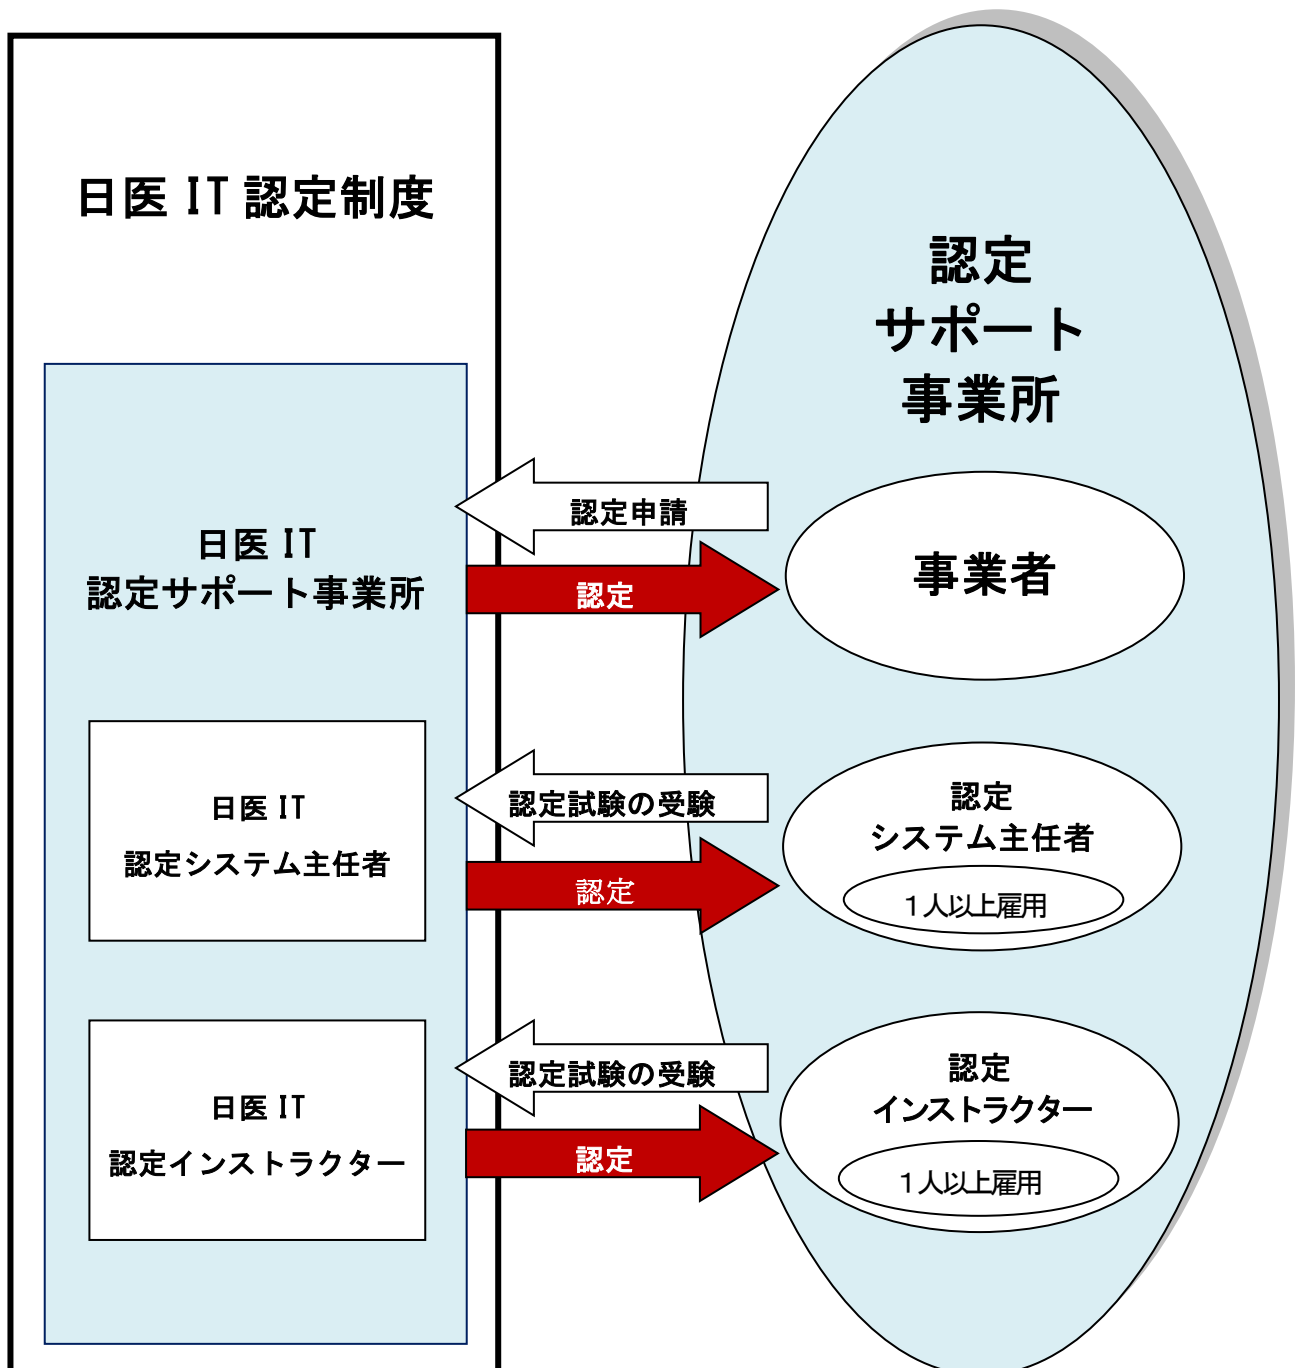 日医 IT 認定制度
日医 IT
認定サポート事業所
日医 IT
認定システム主任者
日医 IT
認定インストラクター
認定申請
認定
認定試験の受験
認定
認定試験の受験
認定
認定
サポート
事業所
事業者
認定
システム主任者
１人以上雇用
認定
インストラクター
１人以上雇用